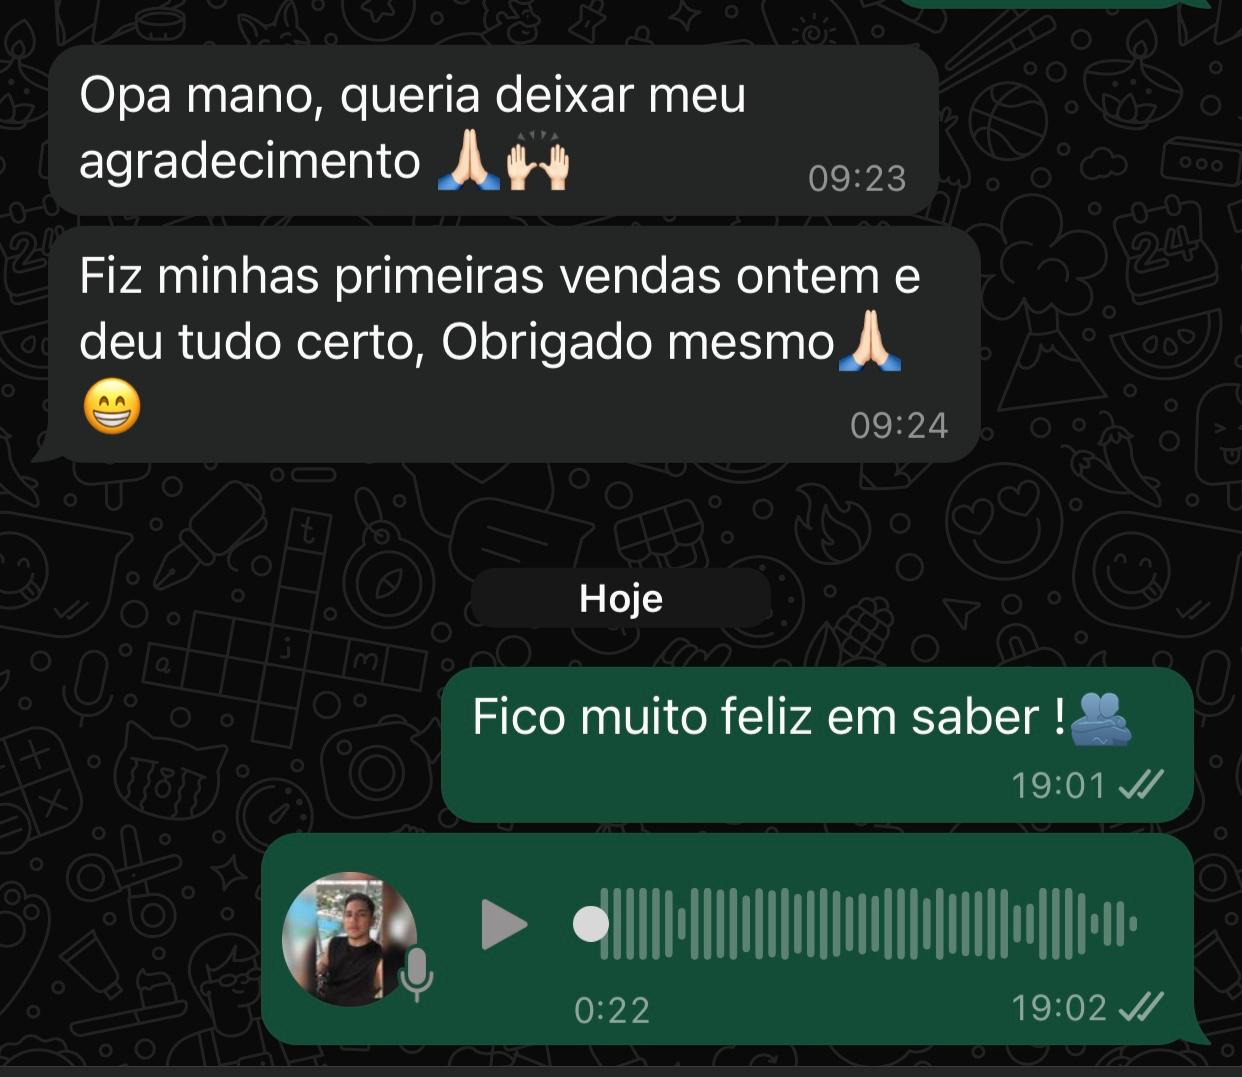 Opa mano, queria deixar meu
agradecimento 🙏🏻🙌🏻
09:23
Fiz minhas primeiras vendas ontem e
deu tudo certo, Obrigado mesmo🙏🏻
😁
09:24
Hoje
Fico muito feliz em saber !🫂
19:01
0:22
19:02